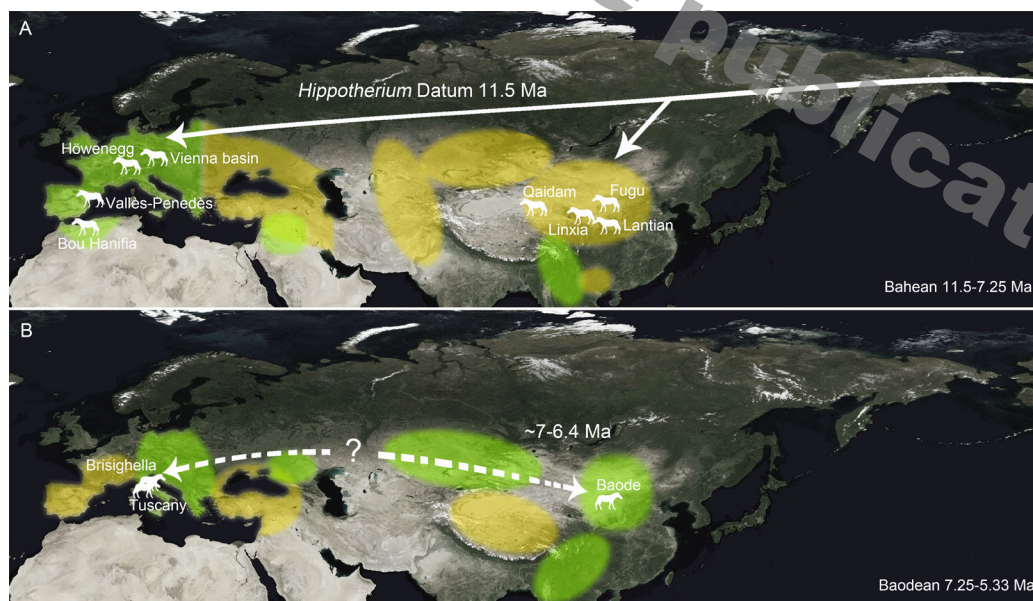 A
publicat
Hippotherium Datum 11.5 Ma
Höwenegg
Vienna basin
Vallès-Penedès
Bou Hanifia
Qaidam
Fugu
Linxia
Lantian
Bahean 11.5-7.25 Ma
B
~7-6.4 Ma
?
Brisighella
Tuscany
Baode
Baodean 7.25-5.33 Ma